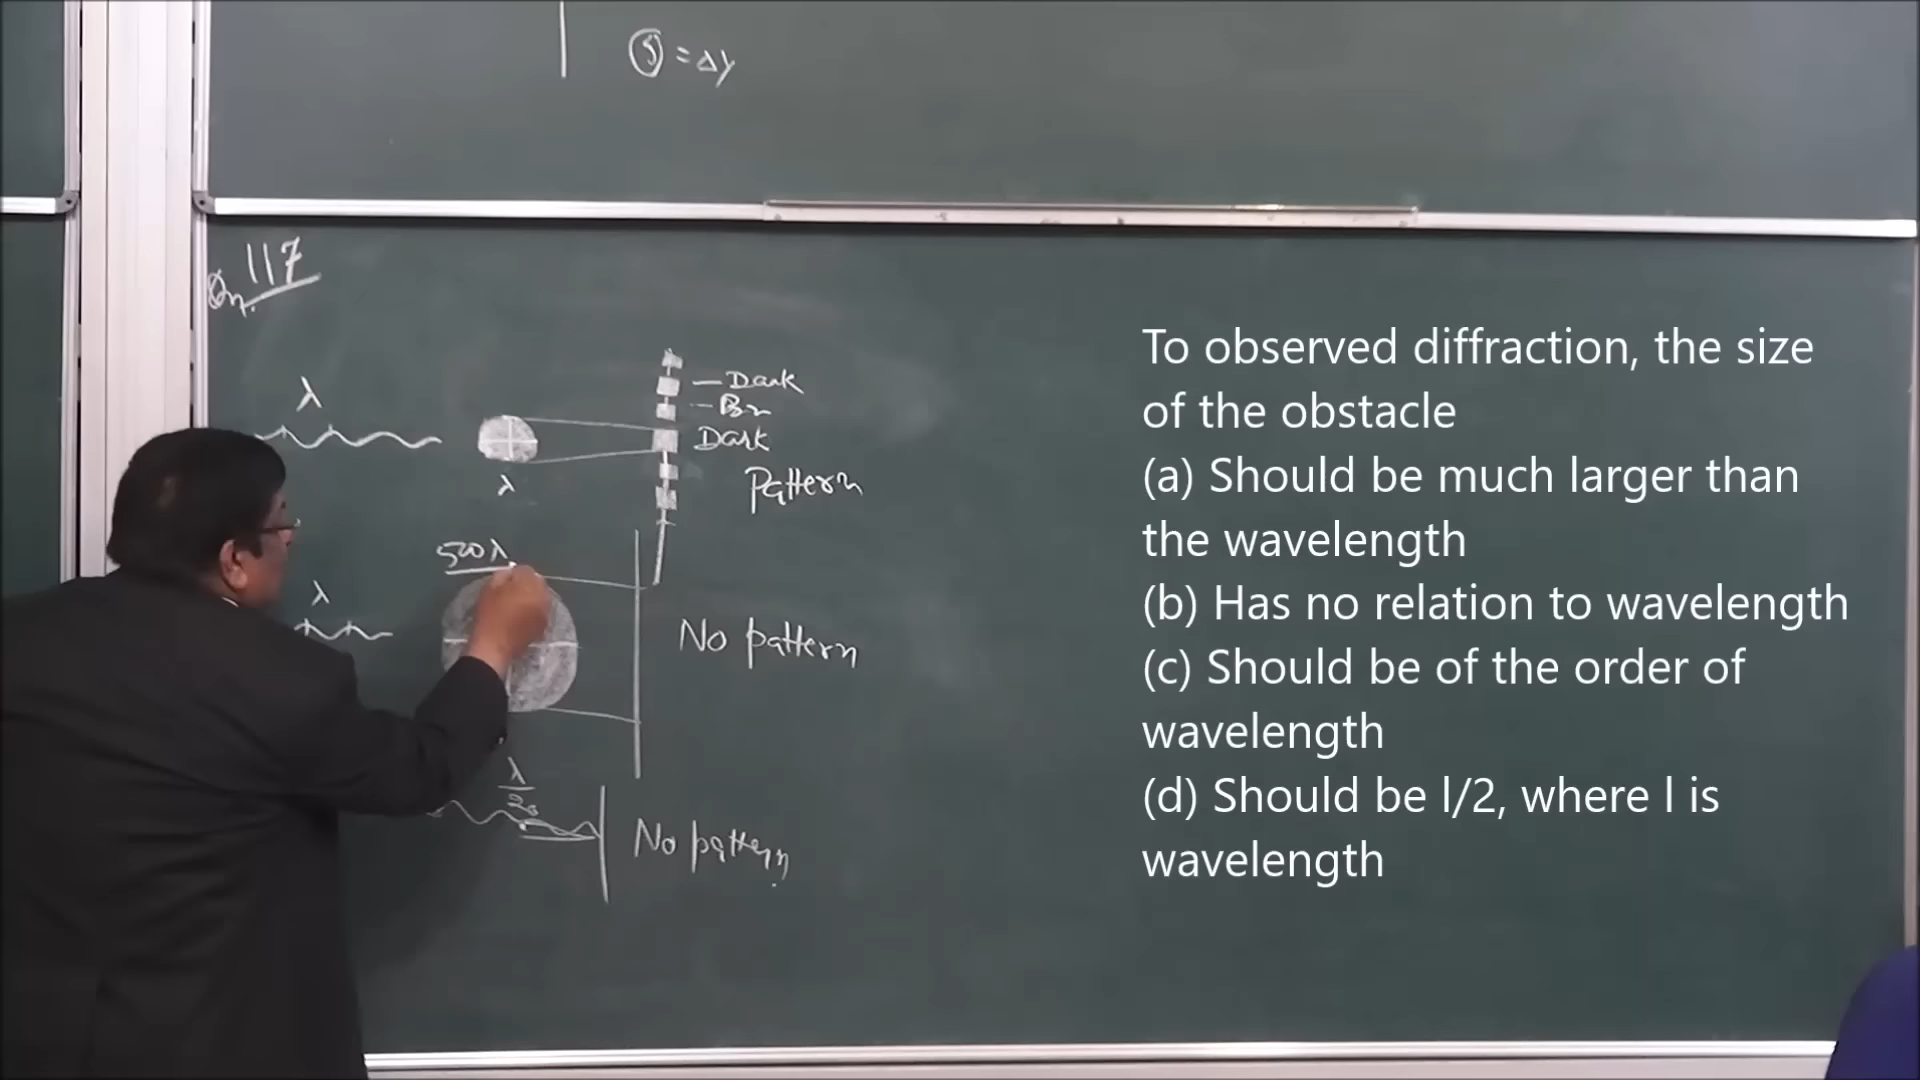 = Δy
Qn. 117
λ
— Dark
— Br
Dark
λ
Pattern
500λ
λ
No pattern
λ
20
No pattern
To observed diffraction, the size
of the obstacle
(a) Should be much larger than
the wavelength
(b) Has no relation to wavelength
(c) Should be of the order of
wavelength
(d) Should be l/2, where l is
wavelength